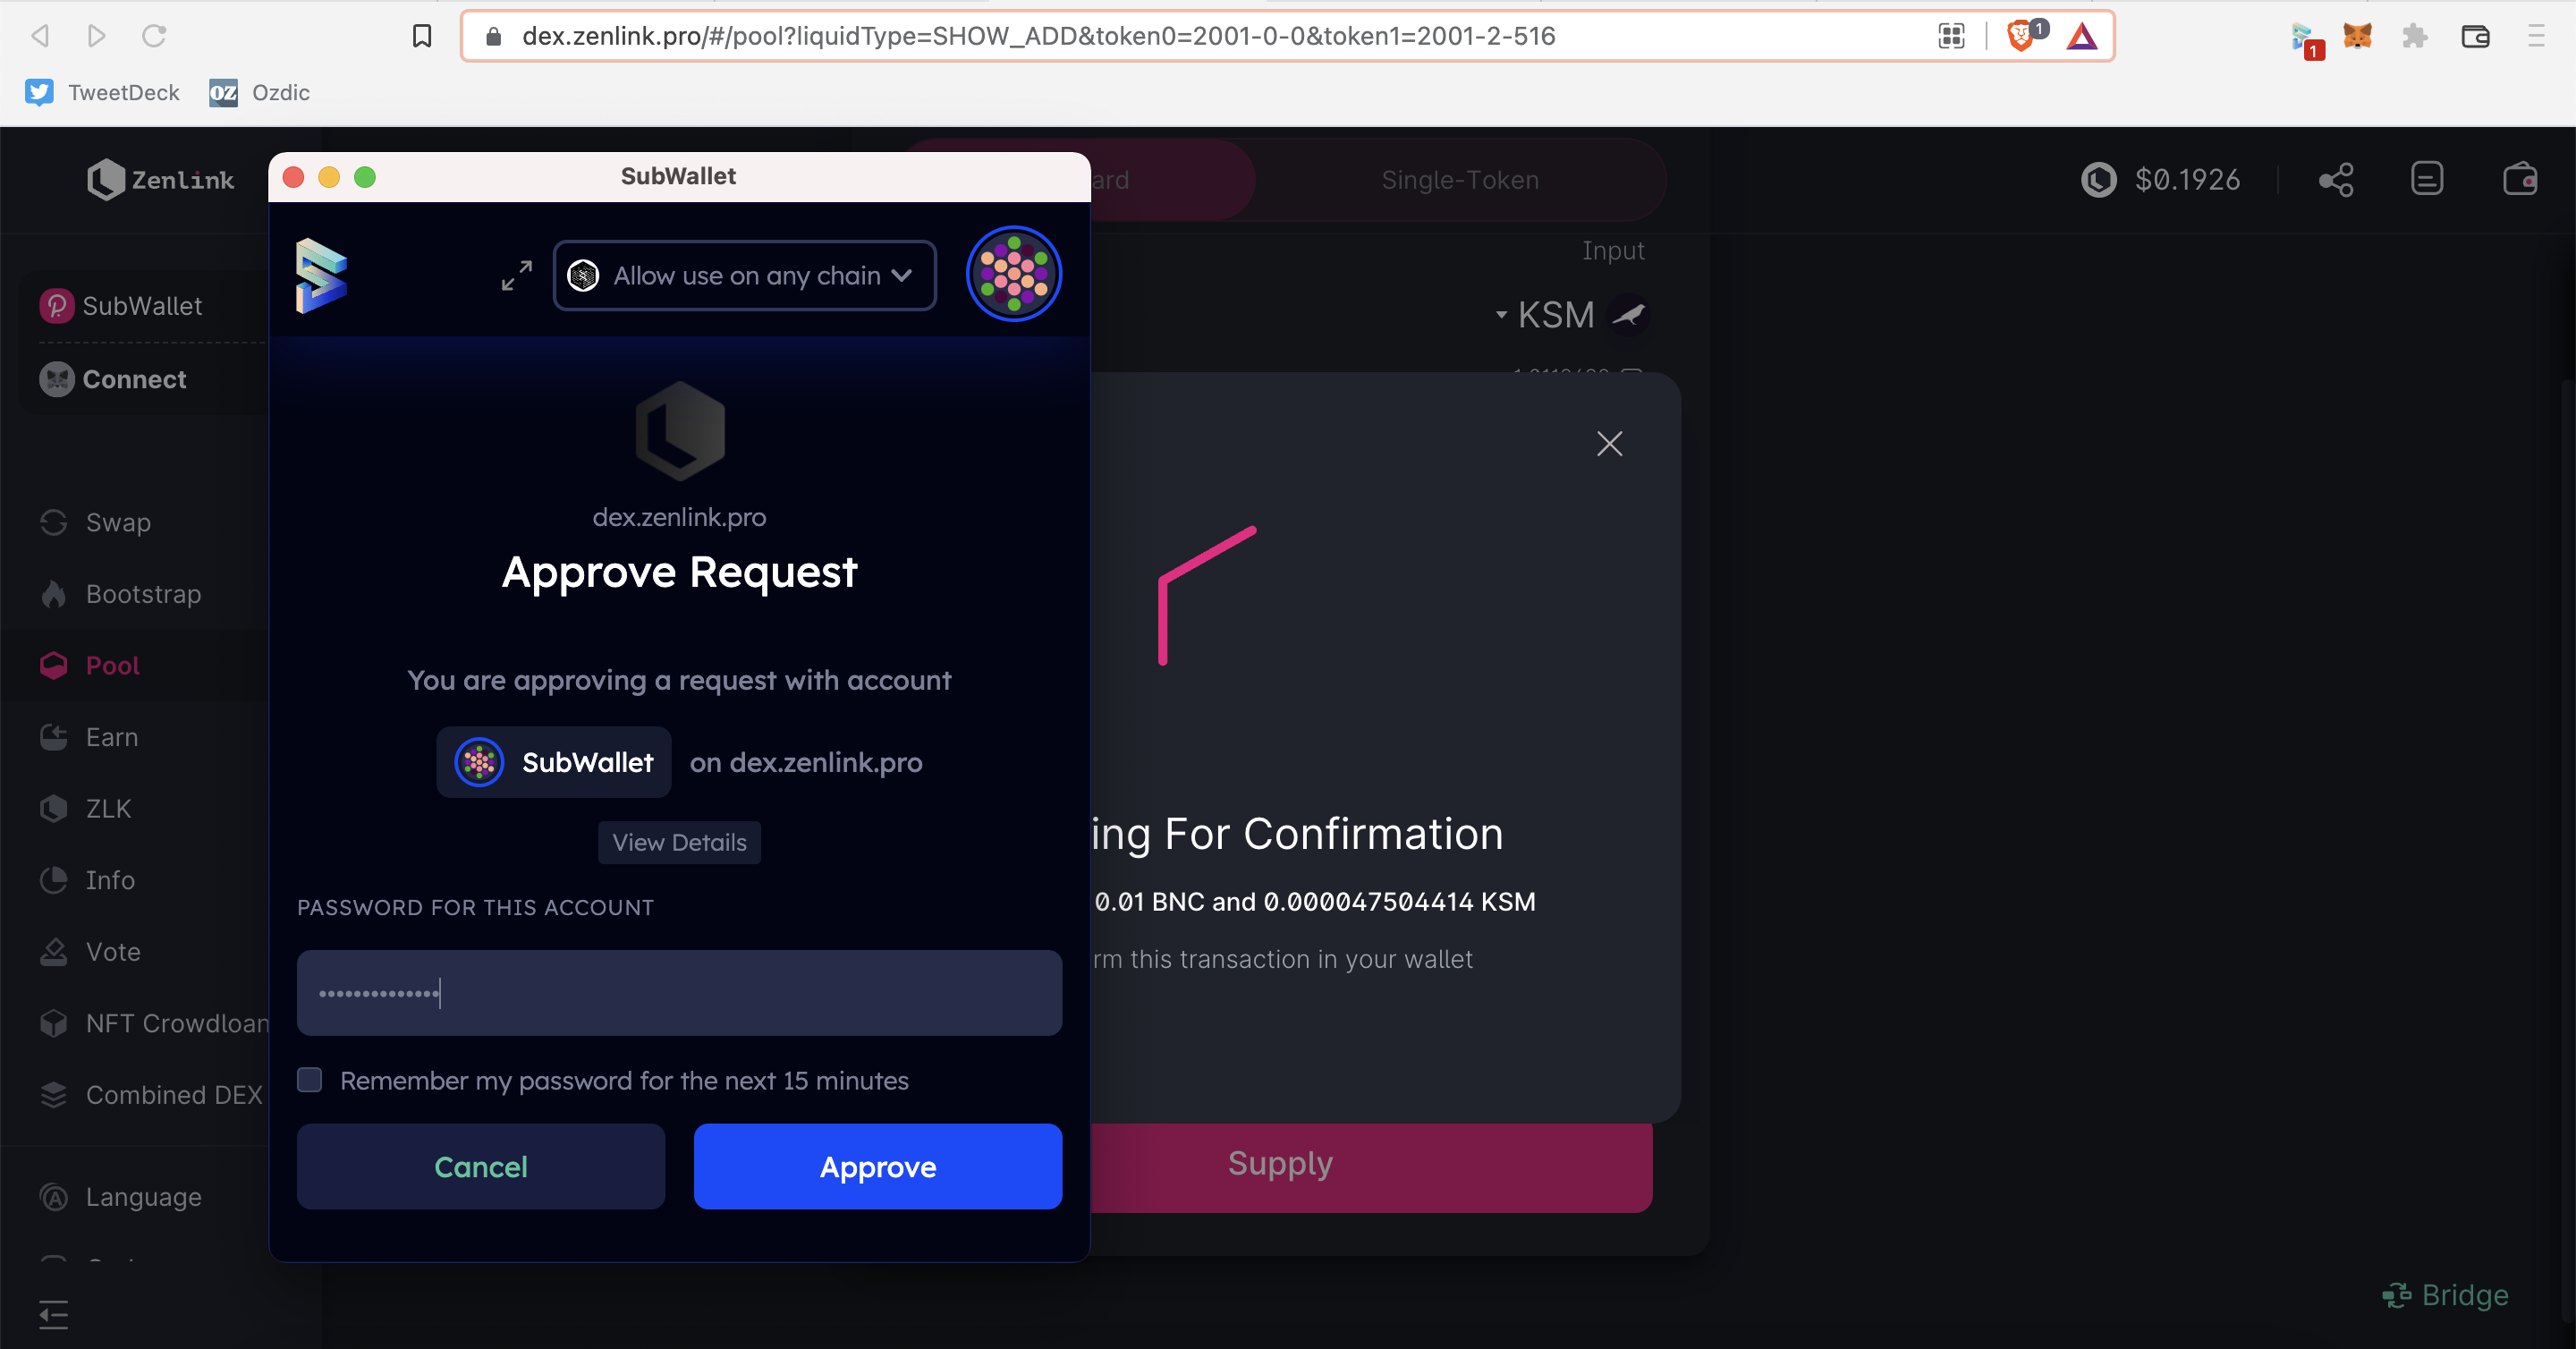 dex.zenlink.pro/#/pool?liquidType=SHOW_ADD&token0=2001-0-0&token1=2001-2-516
1
1
TweetDeck
OZ
Ozdic
Zenlink
SubWallet
Connect
Swap
Bootstrap
Pool
Earn
ZLK
Info
Vote
NFT Crowdloan
Combined DEX
Language
SubWallet
Allow use on any chain
dex.zenlink.pro
Approve Request
You are approving a request with account
SubWallet on dex.zenlink.pro
View Details
PASSWORD FOR THIS ACCOUNT
••••••••••••••
Remember my password for the next 15 minutes
Cancel
Approve
ard
Single-Token
$0.1926
Input
KSM
ing For Confirmation
0.01 BNC and 0.000047504414 KSM
rm this transaction in your wallet
Supply
Bridge